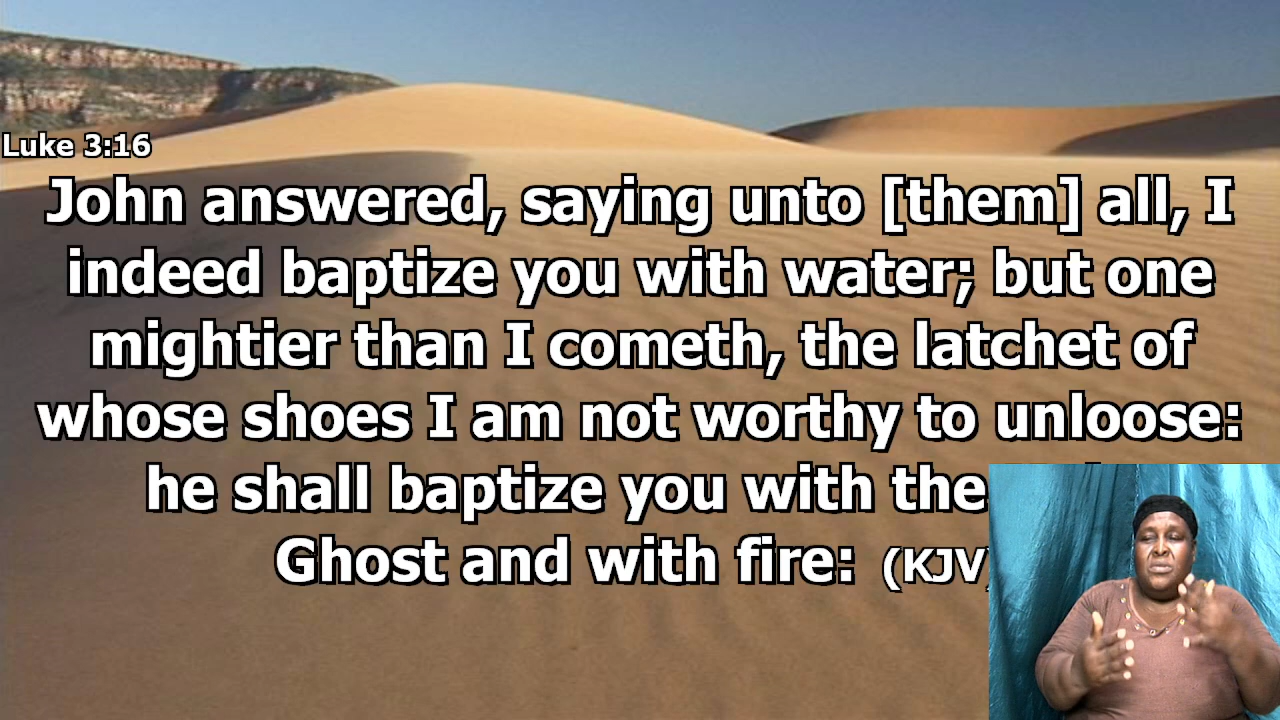 Luke 3:16
John answered, saying unto [them] all, I
indeed baptize you with water; but one
mightier than I cometh, the latchet of
whose shoes I am not worthy to unloose:
he shall baptize you with the
Ghost and with fire: (KJV)